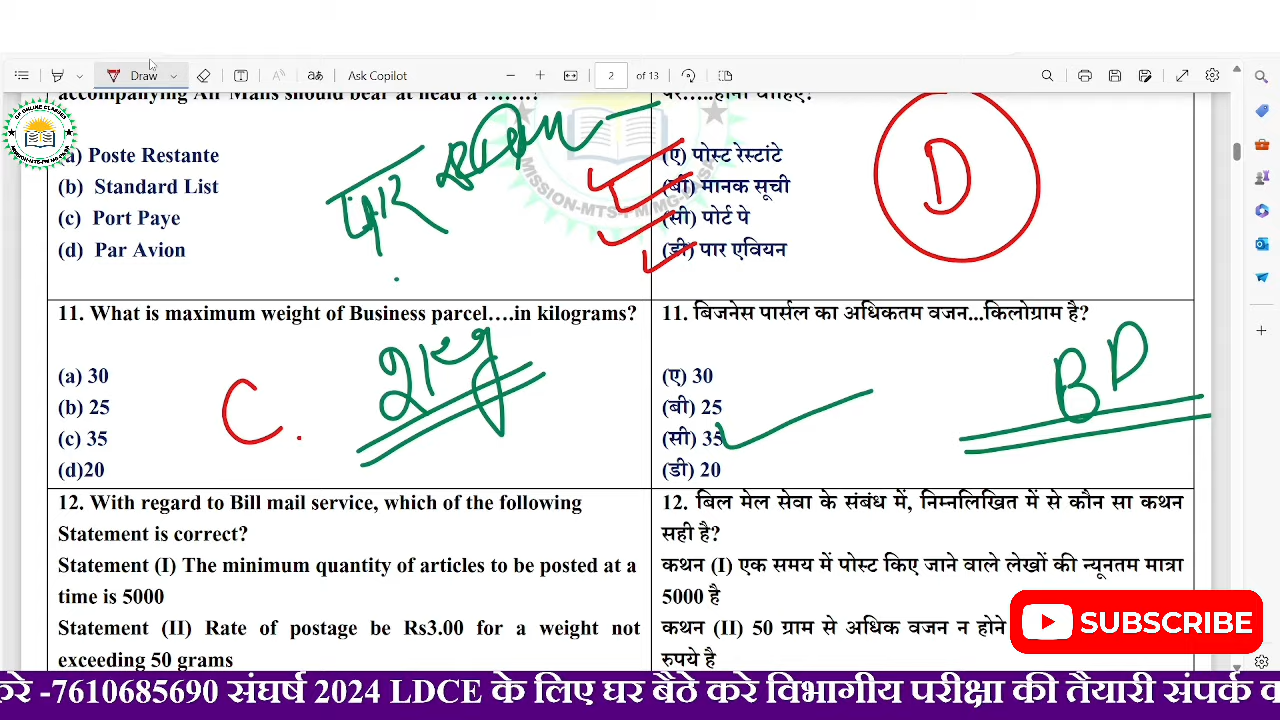 Draw
Ask Copilot
2 of 13
accompanying Air Mails should bear at head a …….?
पर…..होना चाहिए?
(a) Poste Restante
(b) Standard List
(c) Port Paye
(d) Par Avion
(ए) पोस्ट रेस्टांटे
(बी) मानक सूची
(सी) पोर्ट पे
(डी) पार एवियन
D
11. What is maximum weight of Business parcel….in kilograms?
(a) 30
(b) 25
(c) 35
(d)20
C.
11. बिजनेस पार्सल का अधिकतम वजन...किलोग्राम है?
(ए) 30
(बी) 25
(सी) 35
(डी) 20
BD
12. With regard to Bill mail service, which of the following
Statement is correct?
Statement (I) The minimum quantity of articles to be posted at a
time is 5000
Statement (II) Rate of postage be Rs3.00 for a weight not
exceeding 50 grams
12. बिल मेल सेवा के संबंध में, निम्नलिखित में से कौन सा कथन
सही है?
कथन (I) एक समय में पोस्ट किए जाने वाले लेखों की न्यूनतम मात्रा
5000 है
कथन (II) 50 ग्राम से अधिक वजन न होने
रुपये है
SUBSCRIBE
करे -7610685690 संघर्ष 2024 LDCE के लिए घर बैठे करे विभागीय परीक्षा की तैयारी संपर्क क